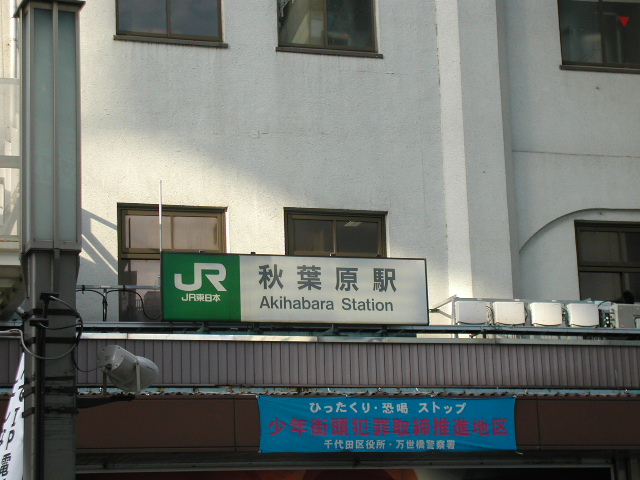 JR
JR東日本
秋葉原駅
Akihabara Station
ひったくり・恐喝 ストップ
少年街頭犯罪取締推進地区
千代田区役所・万世橋警察署